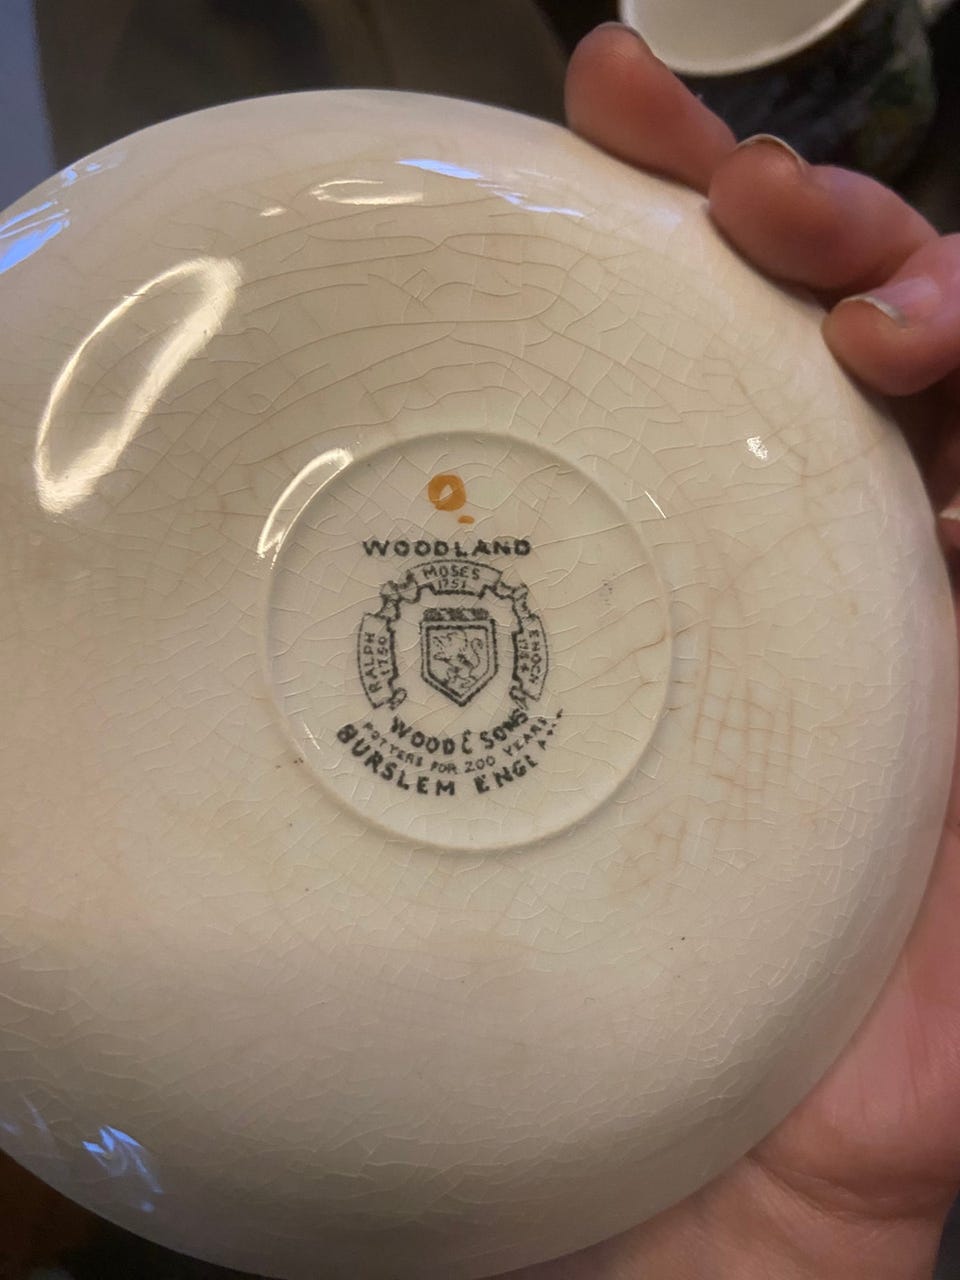 WOODLAND
MOSES
1751
RALPH
1750
ENOCH
1784
WOOD & SONS
POTTERS FOR 200 YEARS
BURSLEM ENGLAND